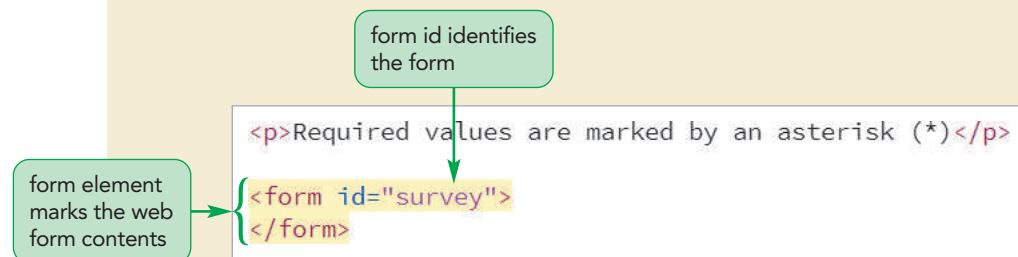 form id identifies
the form
<p>Required values are marked by an asterisk (*)</p>
form element
marks the web
form contents
<form id="survey">
</form>